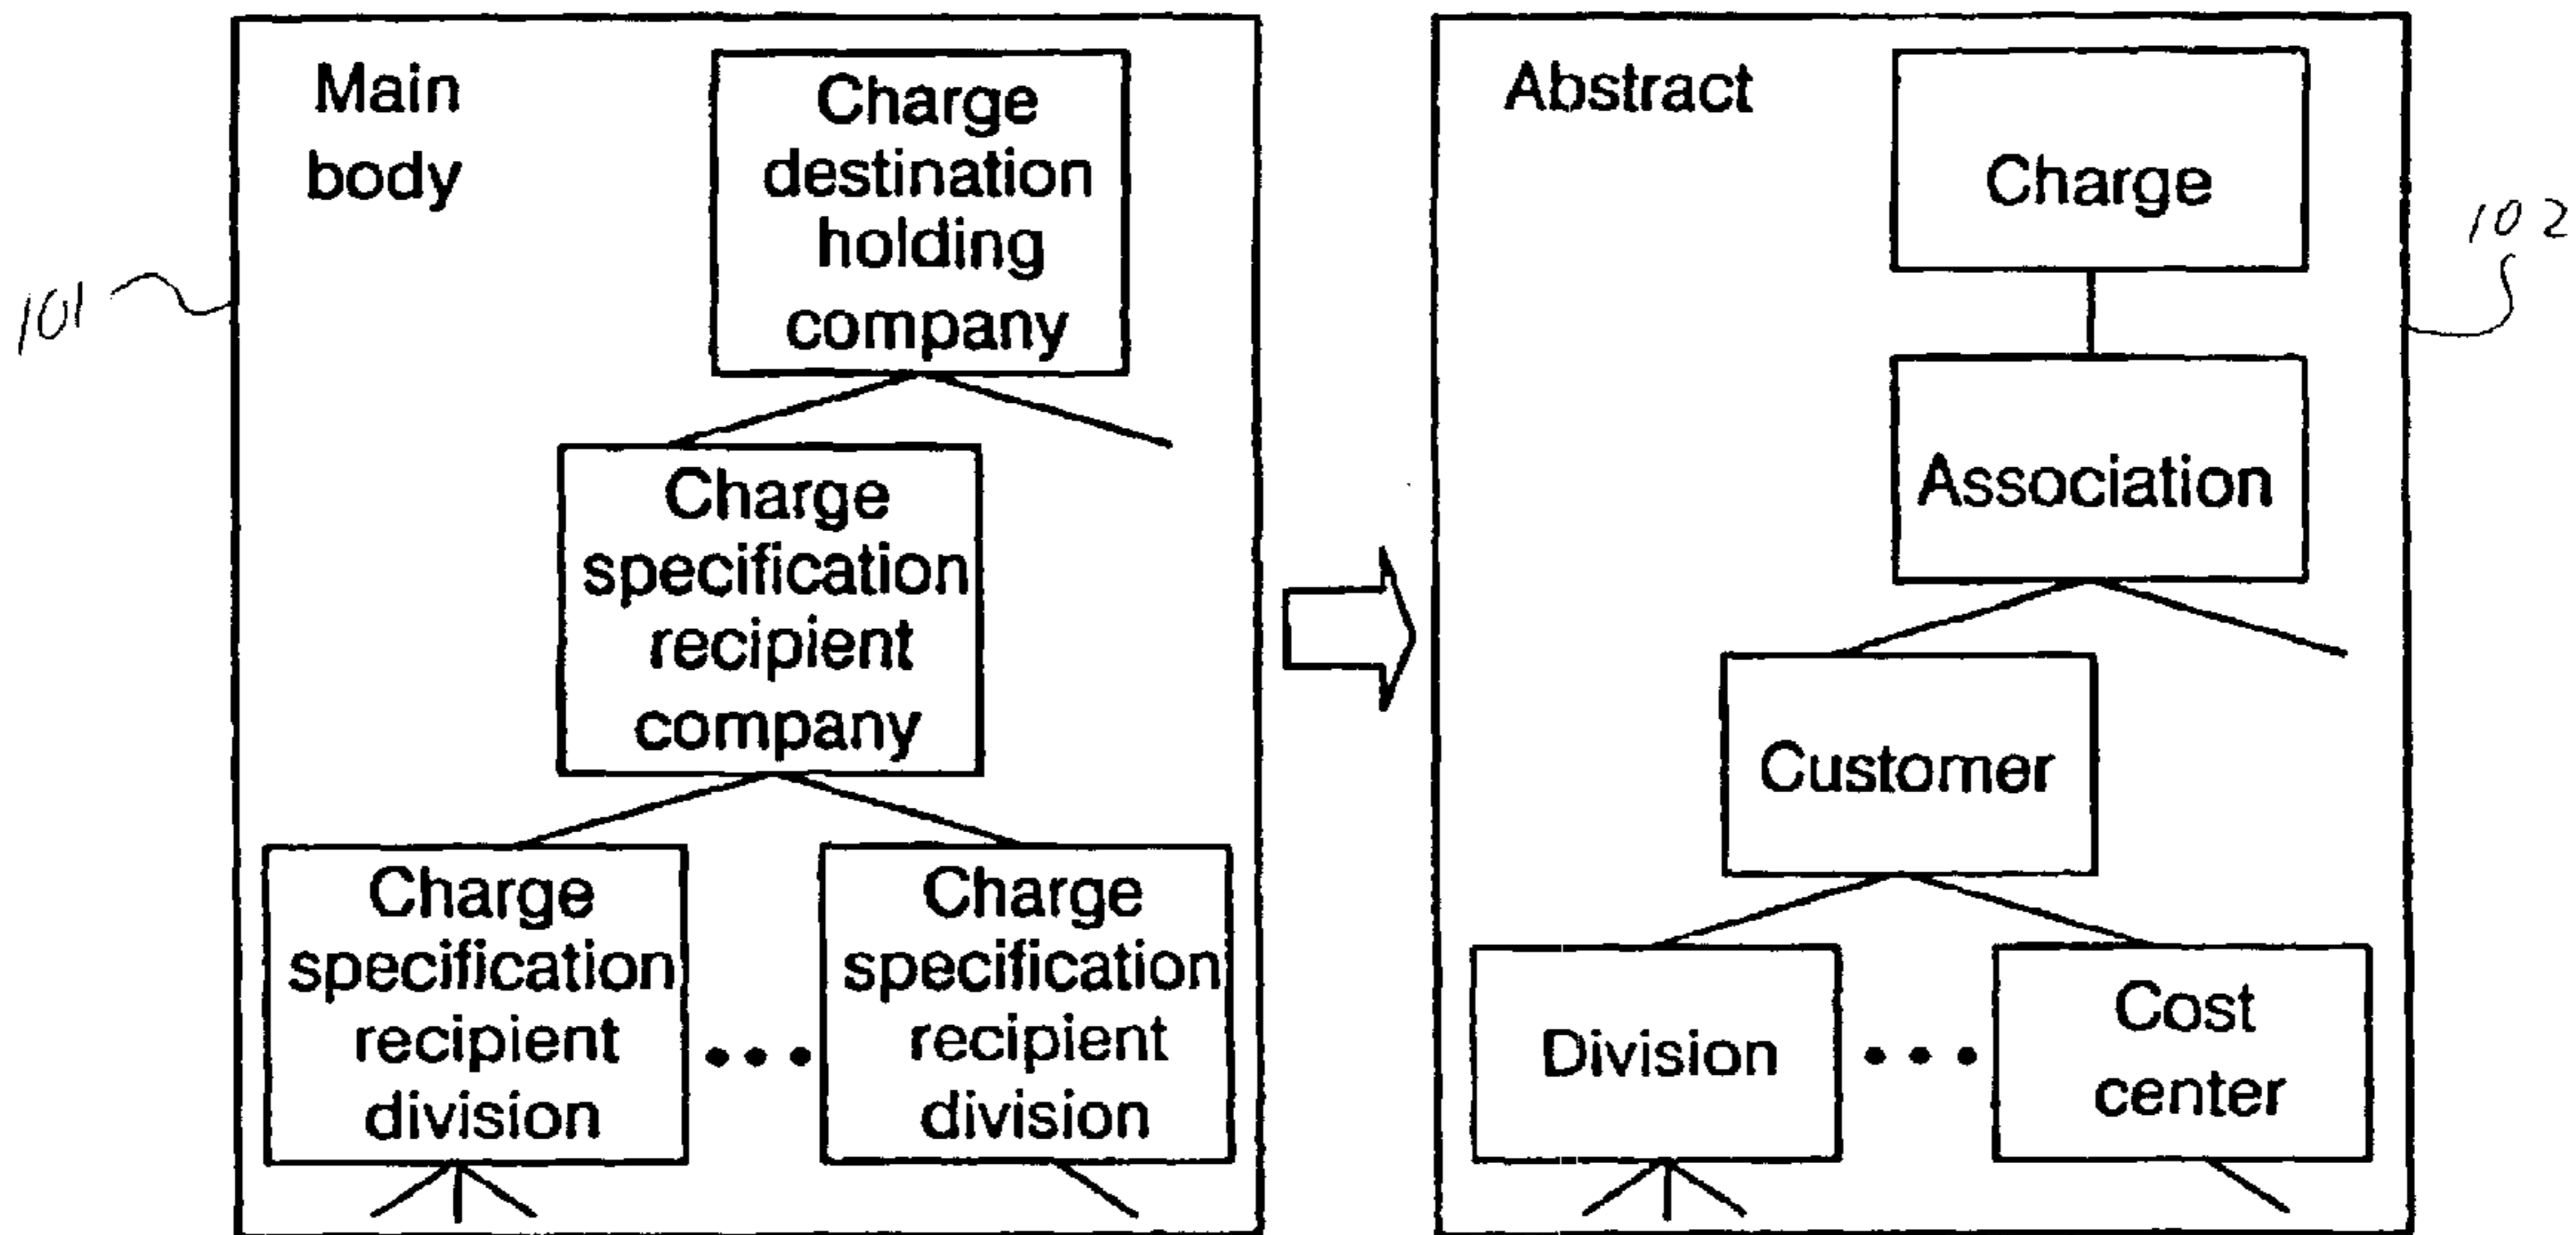 Main
body
Charge
destination
holding
company
Charge
specification
recipient
company
Charge
specification
recipient
division
Charge
specification
recipient
division
101
Abstract
Charge
Association
Customer
Division
Cost
center
102